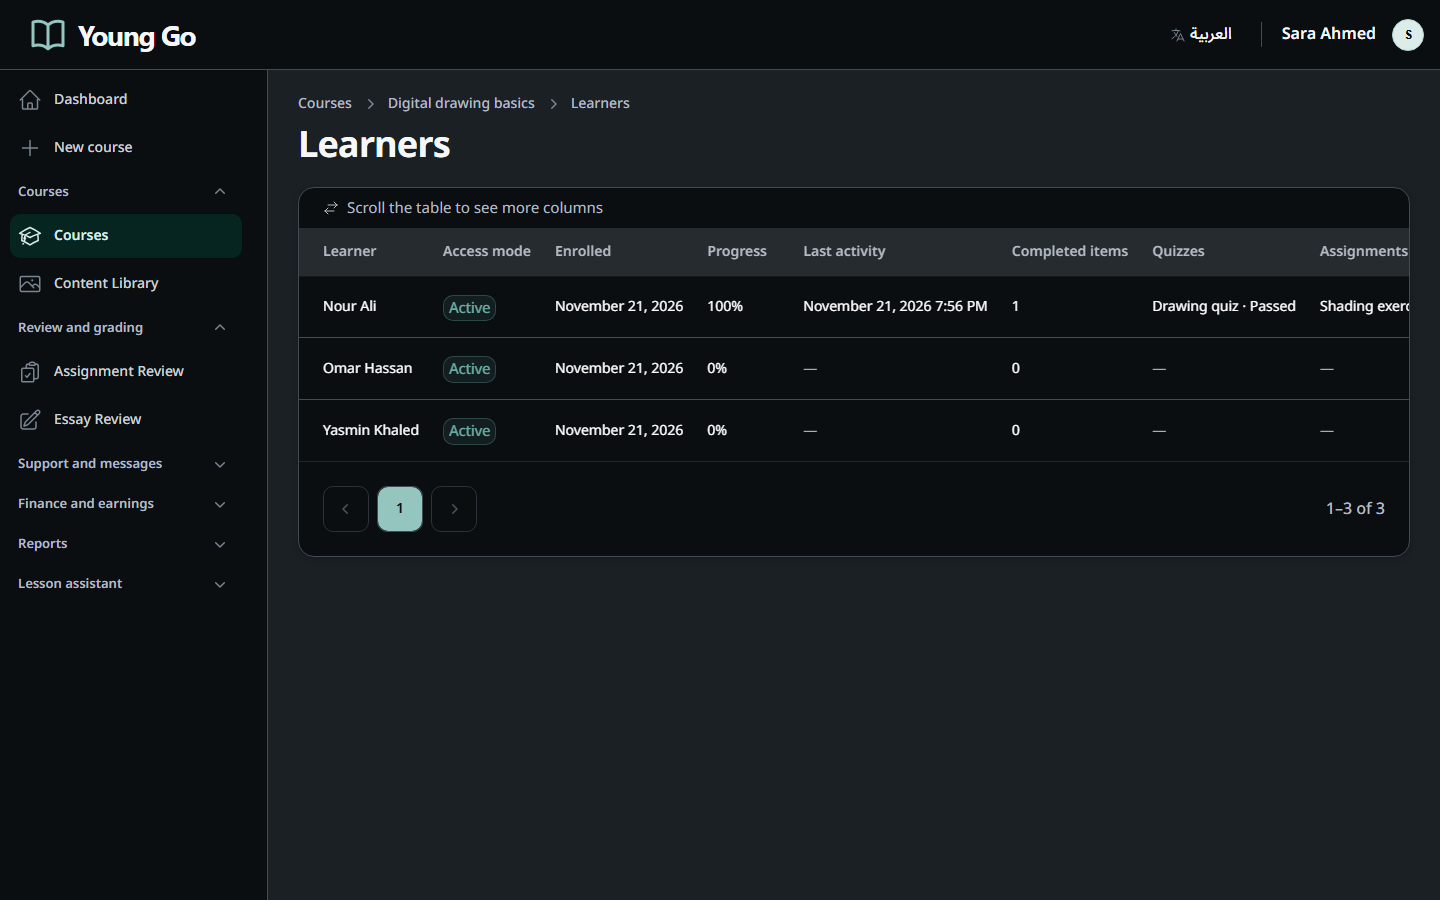 Young Go
العربية
Sara Ahmed
S
Dashboard
New course
Courses
Courses
Content Library
Review and grading
Assignment Review
Essay Review
Support and messages
Finance and earnings
Reports
Lesson assistant
Courses > Digital drawing basics > Learners
Learners
Scroll the table to see more columns
Learner Access mode Enrolled Progress Last activity Completed items Quizzes Assignments
Nour Ali Active November 21, 2026 100% November 21, 2026 7:56 PM 1 Drawing quiz · Passed Shading
Omar Hassan Active November 21, 2026 0% — 0 — —
Yasmin Khaled Active November 21, 2026 0% — 0 — —
1
1–3 of 3